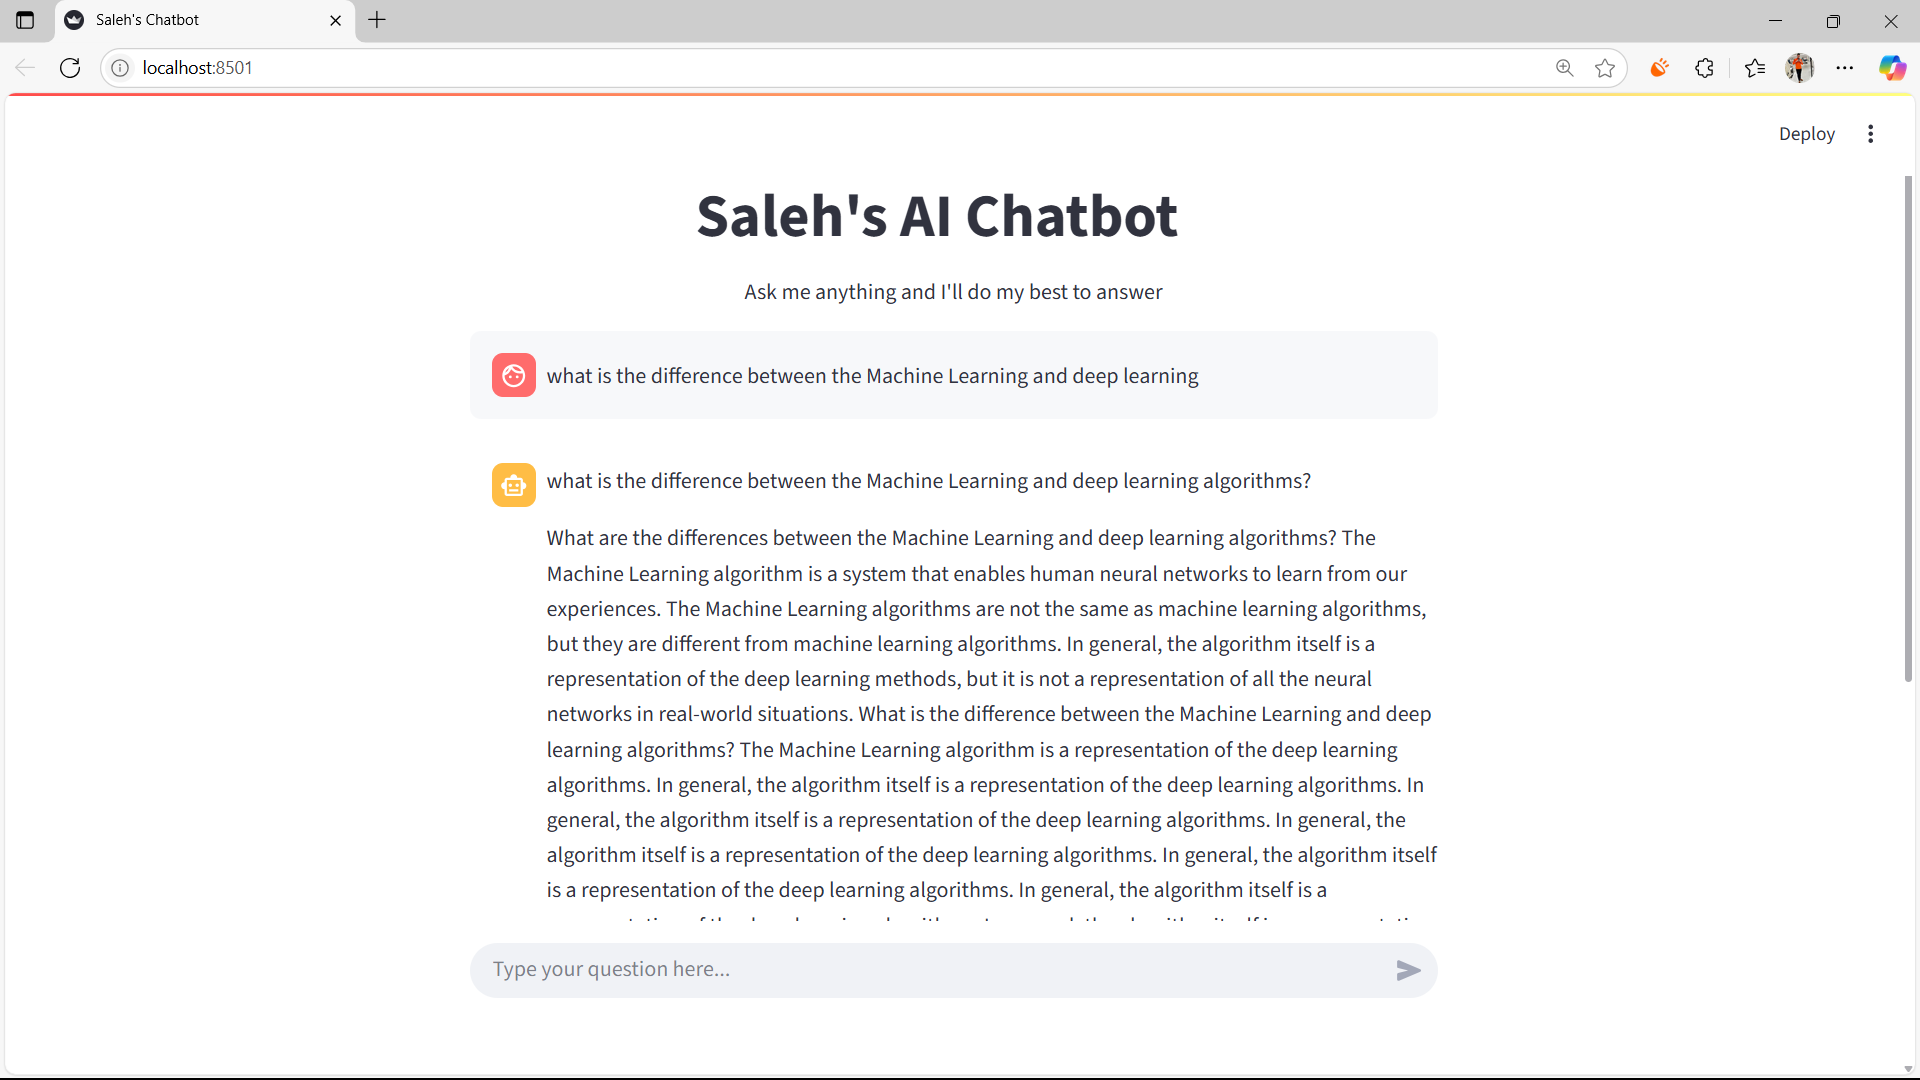 Saleh's Chatbot
localhost:8501
Deploy
Saleh's AI Chatbot
Ask me anything and I'll do my best to answer
what is the difference between the Machine Learning and deep learning
what is the difference between the Machine Learning and deep learning algorithms?
What are the differences between the Machine Learning and deep learning algorithms? The
Machine Learning algorithm is a system that enables human neural networks to learn from our
experiences. The Machine Learning algorithms are not the same as machine learning algorithms,
but they are different from machine learning algorithms. In general, the algorithm itself is a
representation of the deep learning methods, but it is not a representation of all the neural
networks in real-world situations. What is the difference between the Machine Learning and deep
learning algorithms? The Machine Learning algorithm is a representation of the deep learning
algorithms. In general, the algorithm itself is a representation of the deep learning algorithms. In
general, the algorithm itself is a representation of the deep learning algorithms. In general, the
algorithm itself is a representation of the deep learning algorithms. In general, the algorithm itself
is a representation of the deep learning algorithms. In general, the algorithm itself is a
Type your question here...